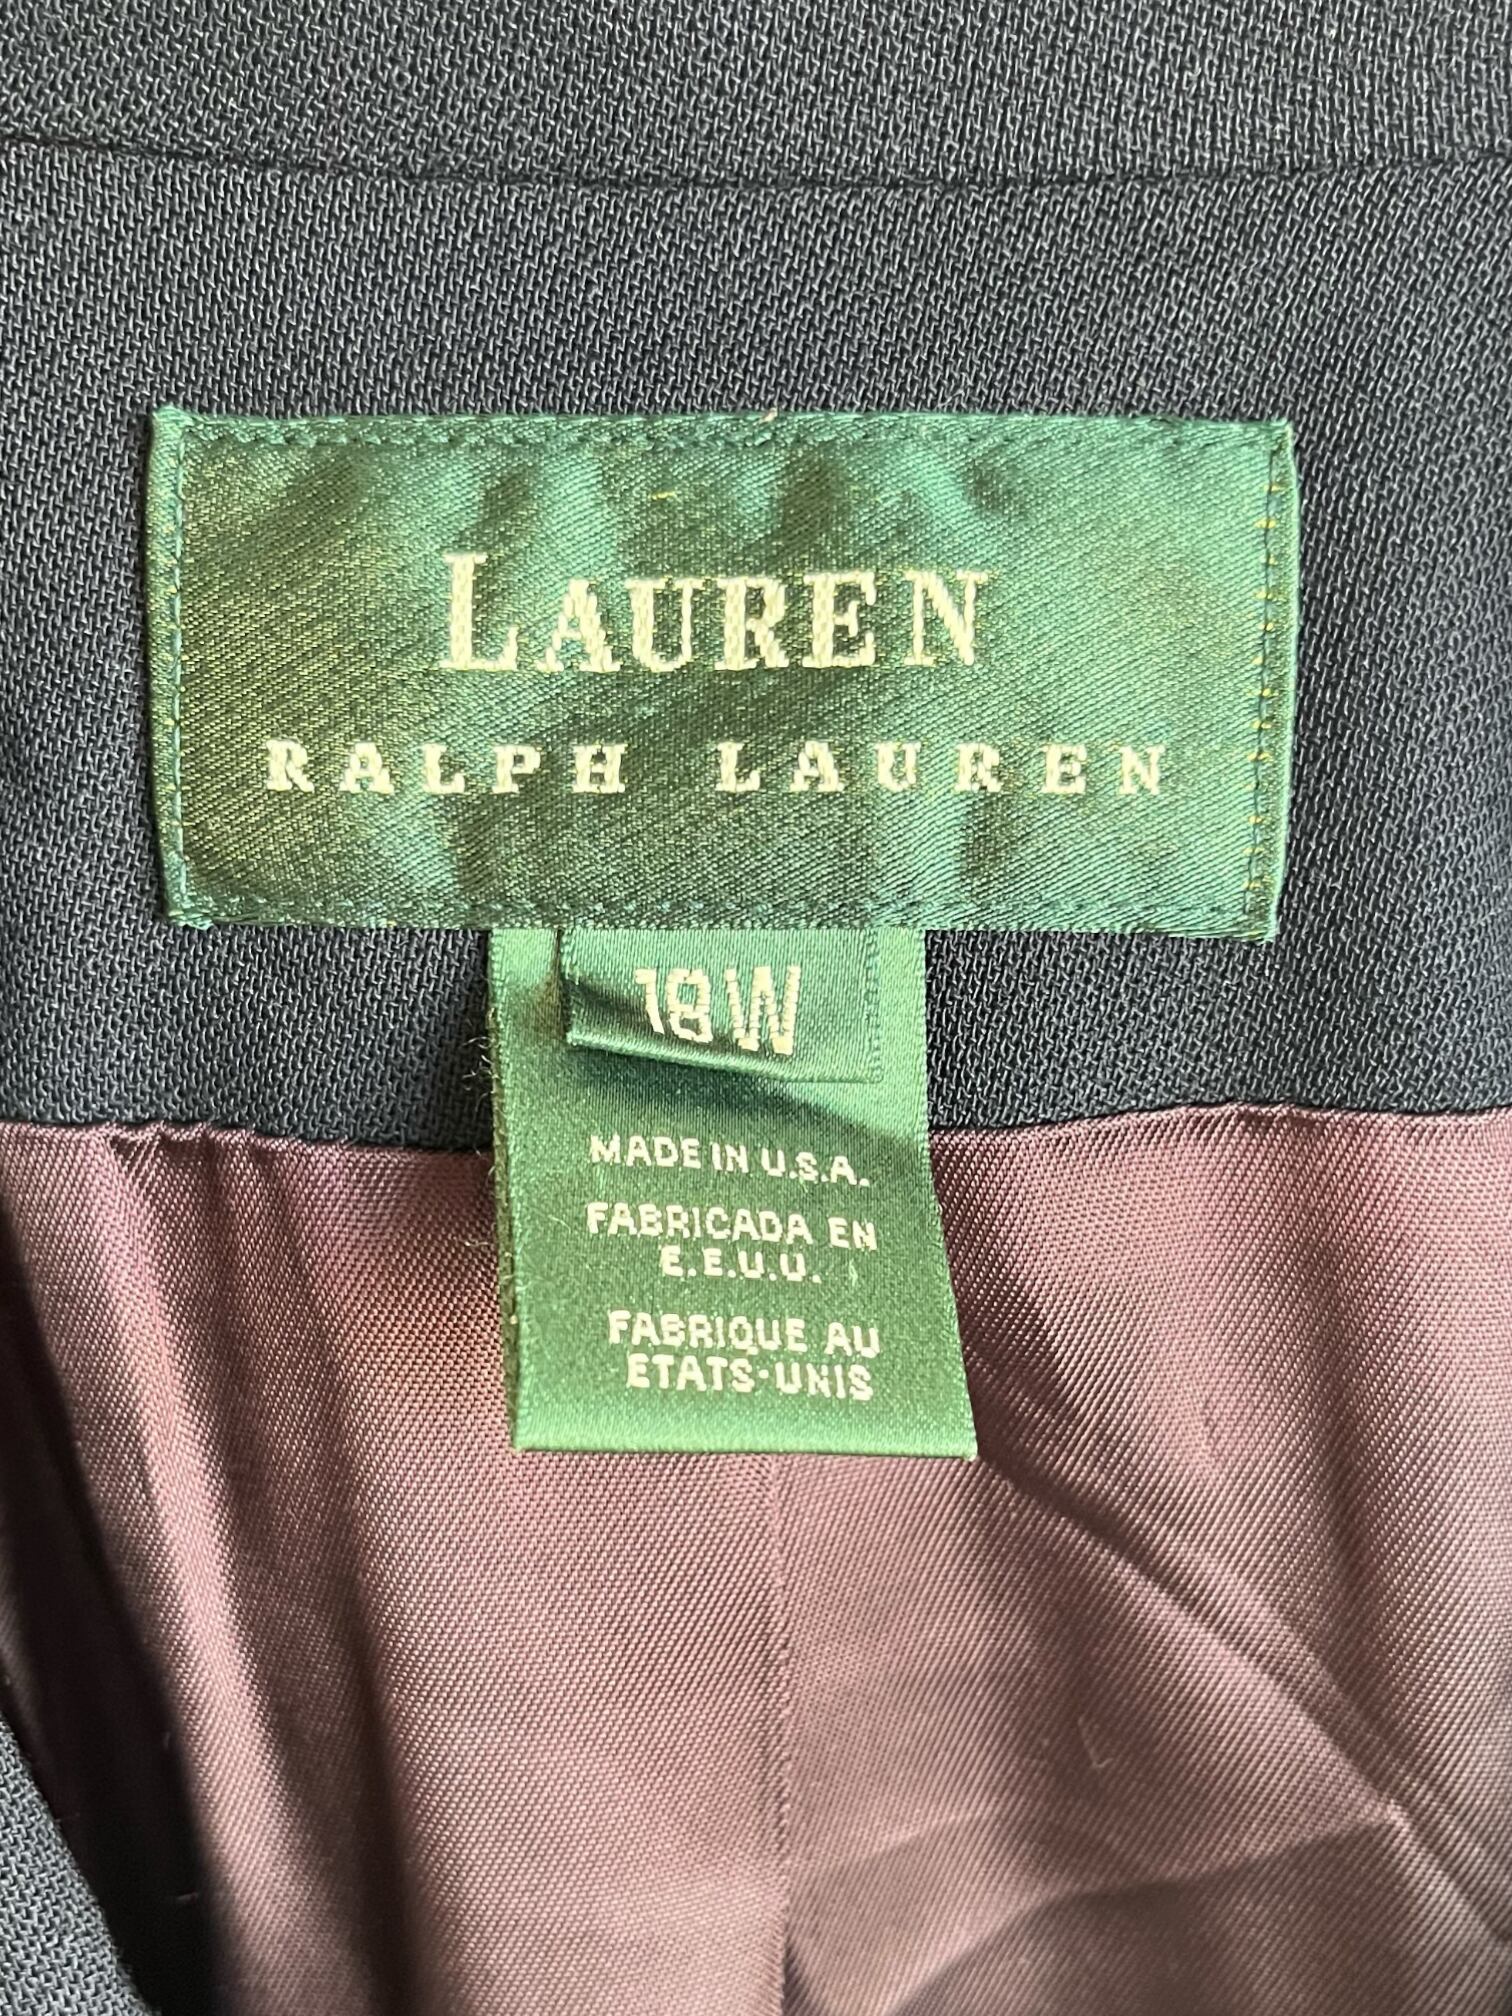 LAUREN
RALPH LAUREN
18W
MADE IN U.S.A.
FABRICADA EN
E.E.U.U.
FABRIQUE AU
ETATS-UNIS